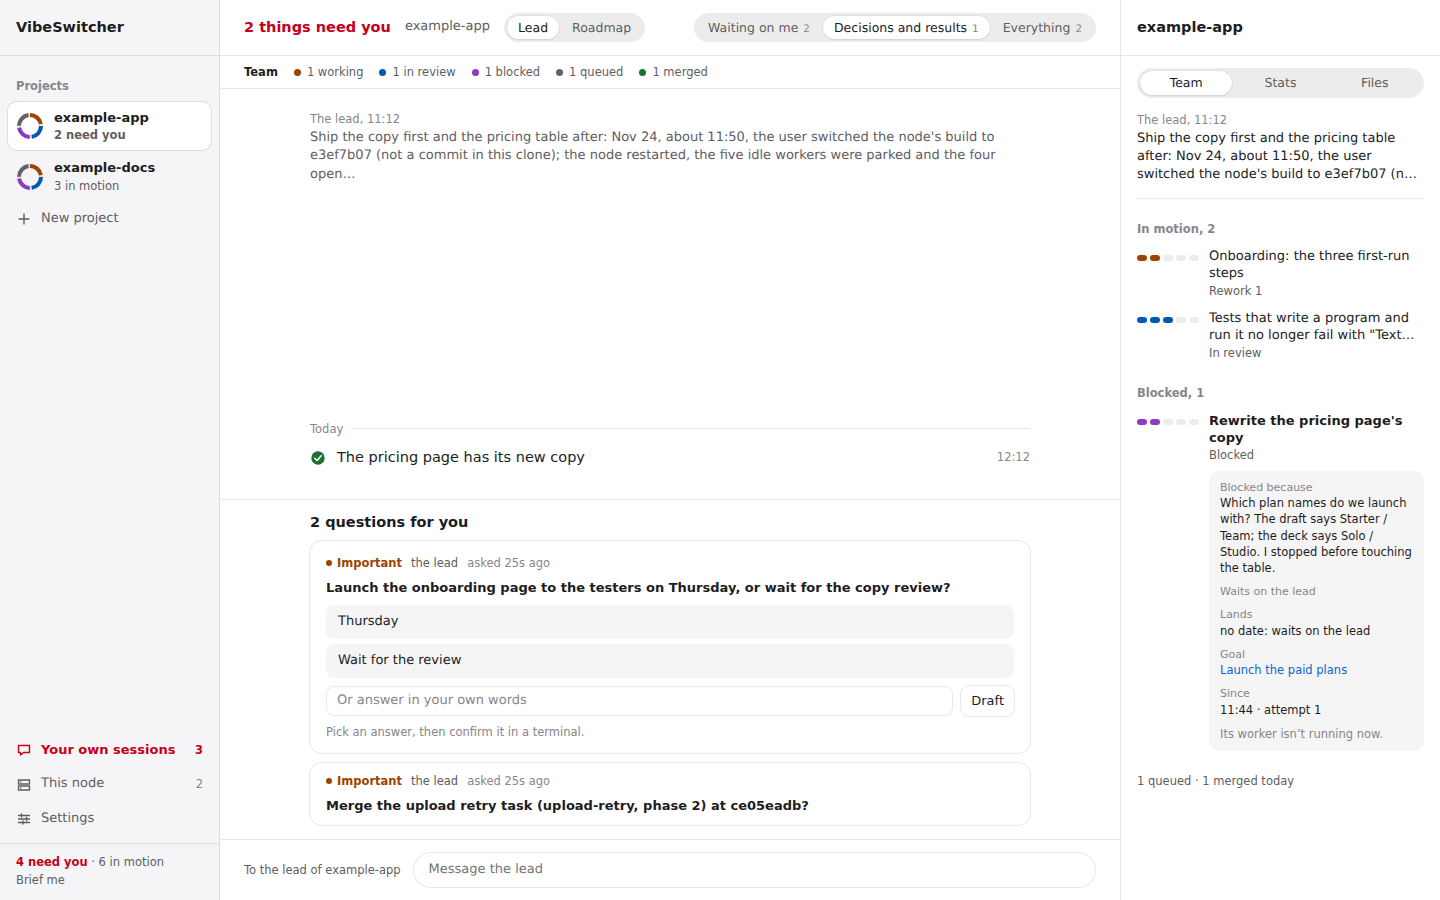 VibeSwitcher
Projects
example-app
2 need you
example-docs
3 in motion
New project
Your own sessions 3
This node 2
Settings
4 need you · 6 in motion
Brief me
2 things need you example-app Lead Roadmap Waiting on me 2 Decisions and results 1 Everything 2
Team 1 working 1 in review 1 blocked 1 queued 1 merged
The lead, 11:12
Ship the copy first and the pricing table after: Nov 24, about 11:50, the user switched the node's build to
e3ef7b07 (not a commit in this clone); the node restarted, the five idle workers were parked and the four
open…
Today
The pricing page has its new copy 12:12
2 questions for you
Important the lead asked 25s ago
Launch the onboarding page to the testers on Thursday, or wait for the copy review?
Thursday
Wait for the review
Or answer in your own words Draft
Pick an answer, then confirm it in a terminal.
Important the lead asked 25s ago
Merge the upload retry task (upload-retry, phase 2) at ce05eadb?
To the lead of example-app Message the lead
example-app
Team Stats Files
The lead, 11:12
Ship the copy first and the pricing table
after: Nov 24, about 11:50, the user
switched the node's build to e3ef7b07 (n…
In motion, 2
Onboarding: the three first-run
steps
Rework 1
Tests that write a program and
run it no longer fail with "Text…
In review
Blocked, 1
Rewrite the pricing page's
copy
Blocked
Blocked because
Which plan names do we launch
with? The draft says Starter /
Team; the deck says Solo /
Studio. I stopped before touching
the table.
Waits on the lead
Lands
no date: waits on the lead
Goal
Launch the paid plans
Since
11:44 · attempt 1
Its worker isn’t running now.
1 queued · 1 merged today